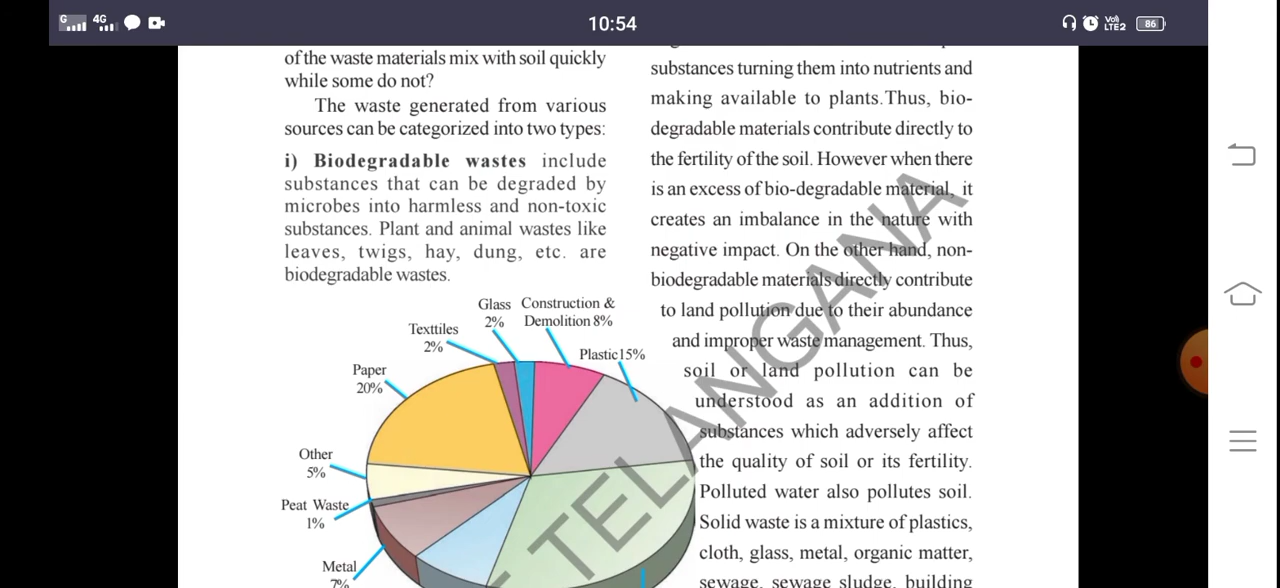 G
4G
10:54
Vo))
LTE2
86
of the waste materials mix with soil quickly
while some do not?
The waste generated from various
sources can be categorized into two types:
i) Biodegradable wastes include
substances that can be degraded by
microbes into harmless and non-toxic
substances. Plant and animal wastes like
leaves, twigs, hay, dung, etc. are
biodegradable wastes.
Glass
2%
Construction &
Demolition 8%
Texttiles
2%
Plastic15%
Paper
20%
Other
5%
Peat Waste
1%
Metal
7%
substances turning them into nutrients and
making available to plants.Thus, bio-
degradable materials contribute directly to
the fertility of the soil. However when there
is an excess of bio-degradable material, it
creates an imbalance in the nature with
negative impact. On the other hand, non-
biodegradable materials directly contribute
to land pollution due to their abundance
and improper waste management. Thus,
soil or land pollution can be
understood as an addition of
substances which adversely affect
the quality of soil or its fertility.
Polluted water also pollutes soil.
Solid waste is a mixture of plastics,
cloth, glass, metal, organic matter,
sewage, sewage sludge, building
TELANGANA